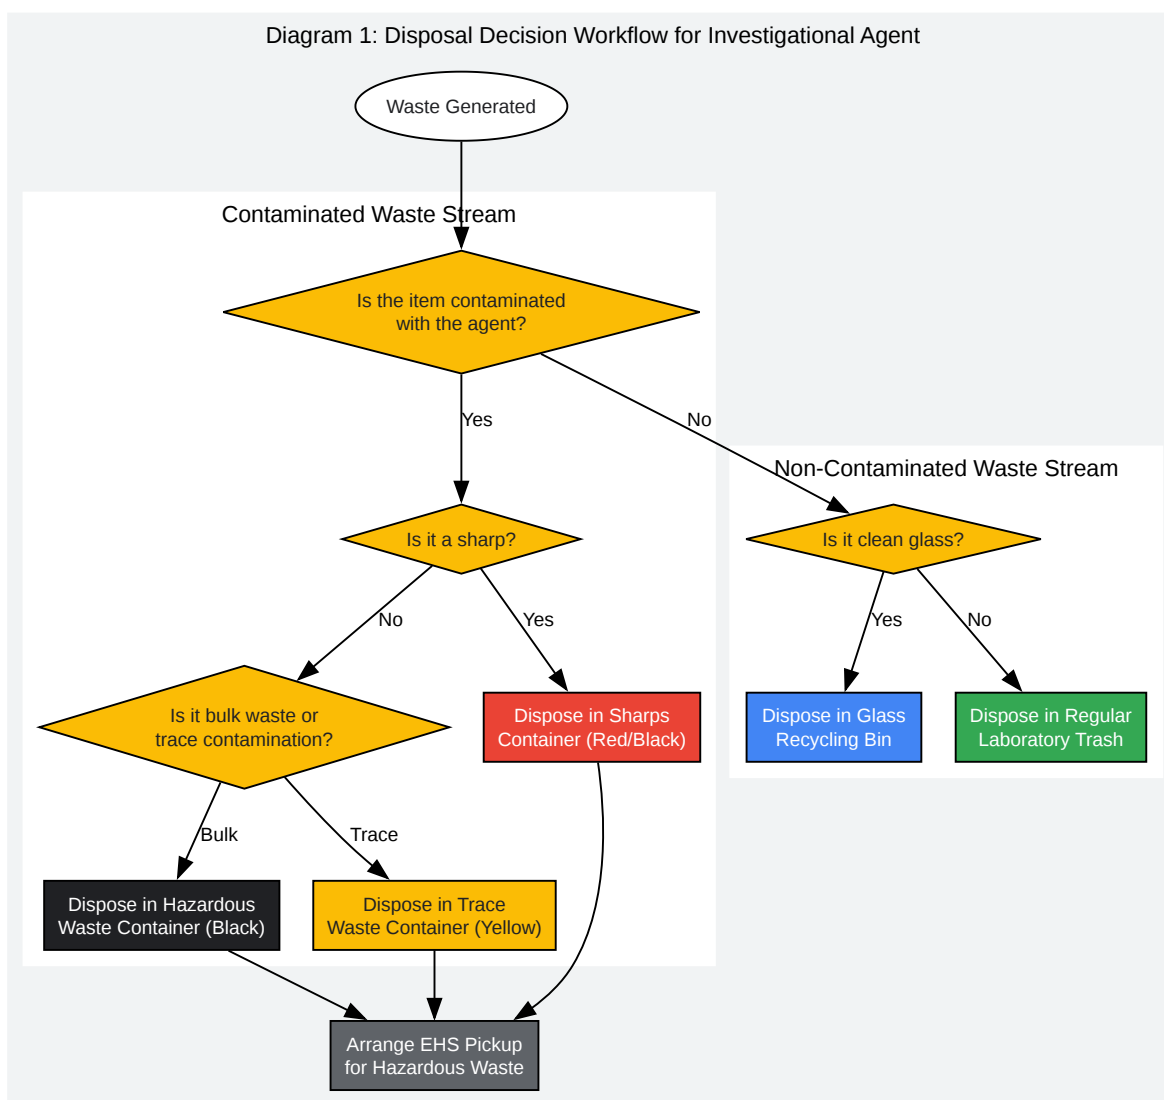 Diagram 1: Disposal Decision Workflow for Investigational Agent
Waste Generated
Contaminated Waste Stream
Is the item contaminated
with the agent?
Yes
No
Non-Contaminated Waste Stream
Is it a sharp?
Is it clean glass?
No
Yes
Yes
No
Is it bulk waste or
trace contamination?
Dispose in Sharps
Container (Red/Black)
Dispose in Glass
Recycling Bin
Dispose in Regular
Laboratory Trash
Bulk
Trace
Dispose in Hazardous
Waste Container (Black)
Dispose in Trace
Waste Container (Yellow)
Arrange EHS Pickup
for Hazardous Waste